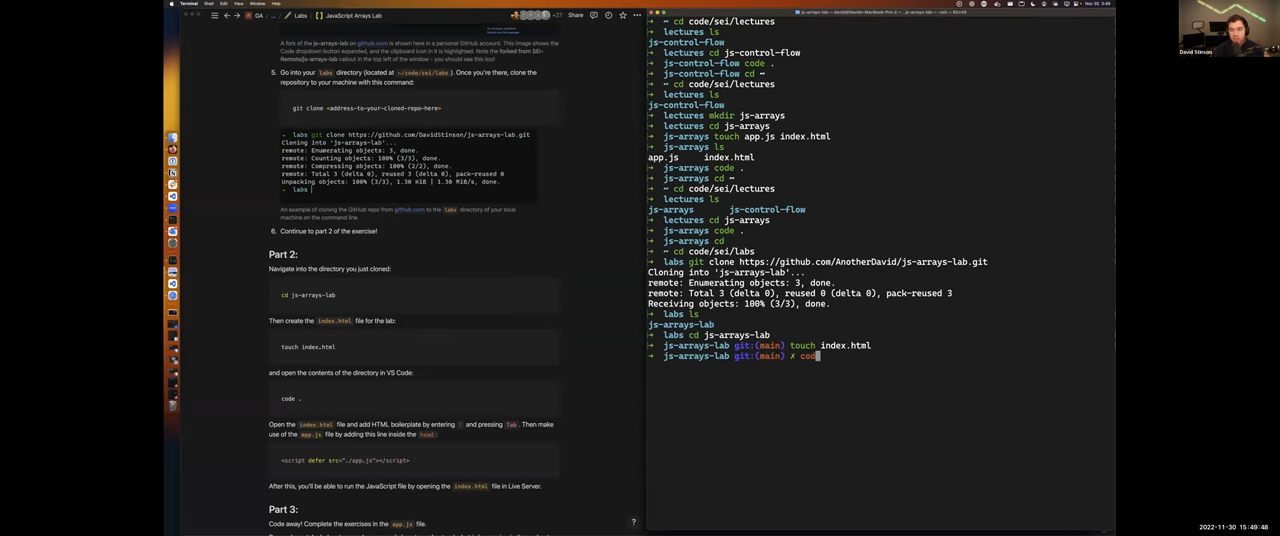 Terminal Shell Edit View Window Help
Nov 30 3:49
GA / ... / Labs / JavaScript Arrays Lab
+27 Share
js-arrays-lab
A fork of the js-arrays-lab on github.com is shown here in a personal GitHub account. This image shows the
Code dropdown button expanded, and the clipboard icon in it is highlighted. Note the forked from SEI-
Remote/js-arrays-lab callout in the top left of the window - you should see this too!
5. Go into your labs directory (located at ~/code/sei/labs). Once you're there, clone the
repository to your machine with this command:
git clone <address-to-your-cloned-repo-here>
→ labs git clone https://github.com/DavidStinson/js-arrays-lab.git
Cloning into 'js-arrays-lab'...
remote: Enumerating objects: 3, done.
remote: Counting objects: 100% (3/3), done.
remote: Compressing objects: 100% (2/2), done.
remote: Total 3 (delta 0), reused 3 (delta 0), pack-reused 0
Unpacking objects: 100% (3/3), 1.30 KiB | 1.30 MiB/s, done.
→ labs
An example of cloning the GitHub repo from github.com to the labs directory of your local
machine on the command line.
6. Continue to part 2 of the exercise!
Part 2:
Navigate into the directory you just cloned:
cd js-arrays-lab
Then create the index.html file for the lab:
touch index.html
and open the contents of the directory in VS Code:
code .
Open the index.html file and add HTML boilerplate by entering ! and pressing Tab. Then make
use of the app.js file by adding this line inside the head:
<script defer src="./app.js"></script>
After this, you'll be able to run the JavaScript file by opening the index.html file in Live Server.
Part 3:
Code away! Complete the exercises in the app.js file.
?
→ ~ cd code/sei/lectures
→ lectures ls
js-control-flow
→ lectures cd js-control-flow
→ js-control-flow code .
→ js-control-flow cd ~
→ ~ cd code/sei/lectures
→ lectures ls
js-control-flow
→ lectures mkdir js-arrays
→ lectures cd js-arrays
→ js-arrays touch app.js index.html
→ js-arrays ls
app.js index.html
→ js-arrays code .
→ js-arrays cd ~
→ ~ cd code/sei/lectures
→ lectures ls
js-arrays js-control-flow
→ lectures cd js-arrays
→ js-arrays code .
→ js-arrays cd
→ ~ cd code/sei/labs
→ labs git clone https://github.com/AnotherDavid/js-arrays-lab.git
Cloning into 'js-arrays-lab'...
remote: Enumerating objects: 3, done.
remote: Total 3 (delta 0), reused 0 (delta 0), pack-reused 3
Receiving objects: 100% (3/3), done.
→ labs ls
js-arrays-lab
→ labs cd js-arrays-lab
→ js-arrays-lab git:(main) touch index.html
→ js-arrays-lab git:(main) ✗ cod
David Stinson
2022-11-30 15:49:48